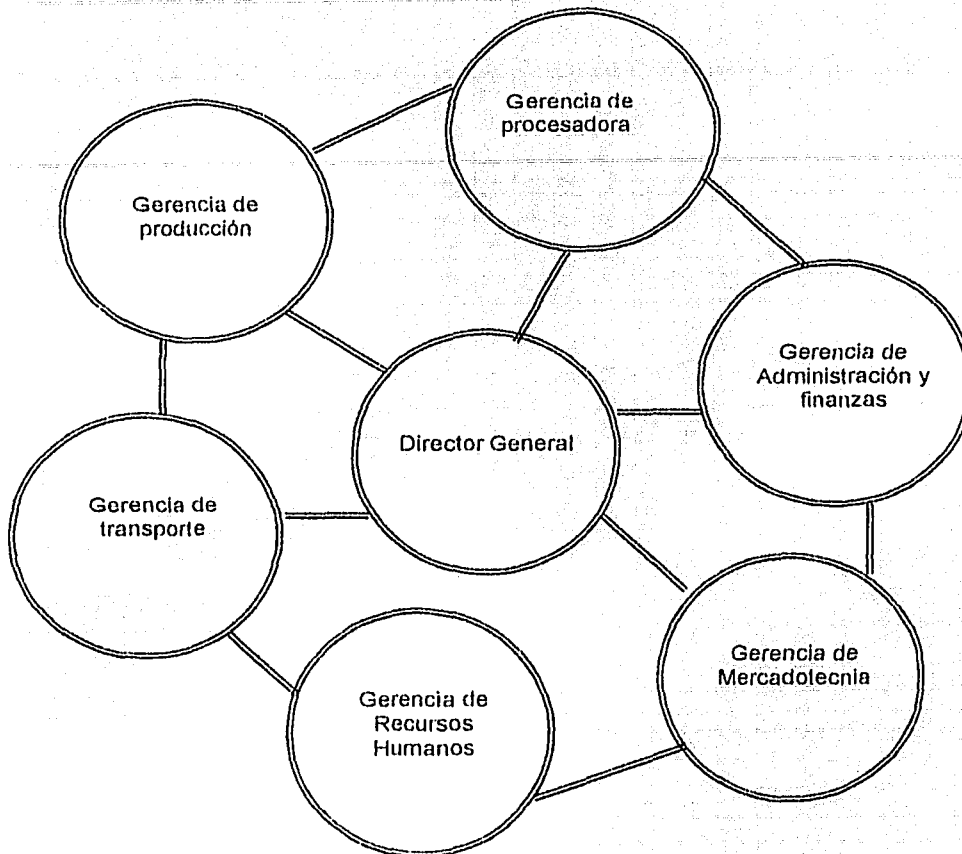 Gerencia de
procesadora
Gerencia de
producción
Gerencia de
Administración y
finanzas
Director General
Gerencia de
transporte
Gerencia de
Mercadotecnia
Gerencia de
Recursos
Humanos